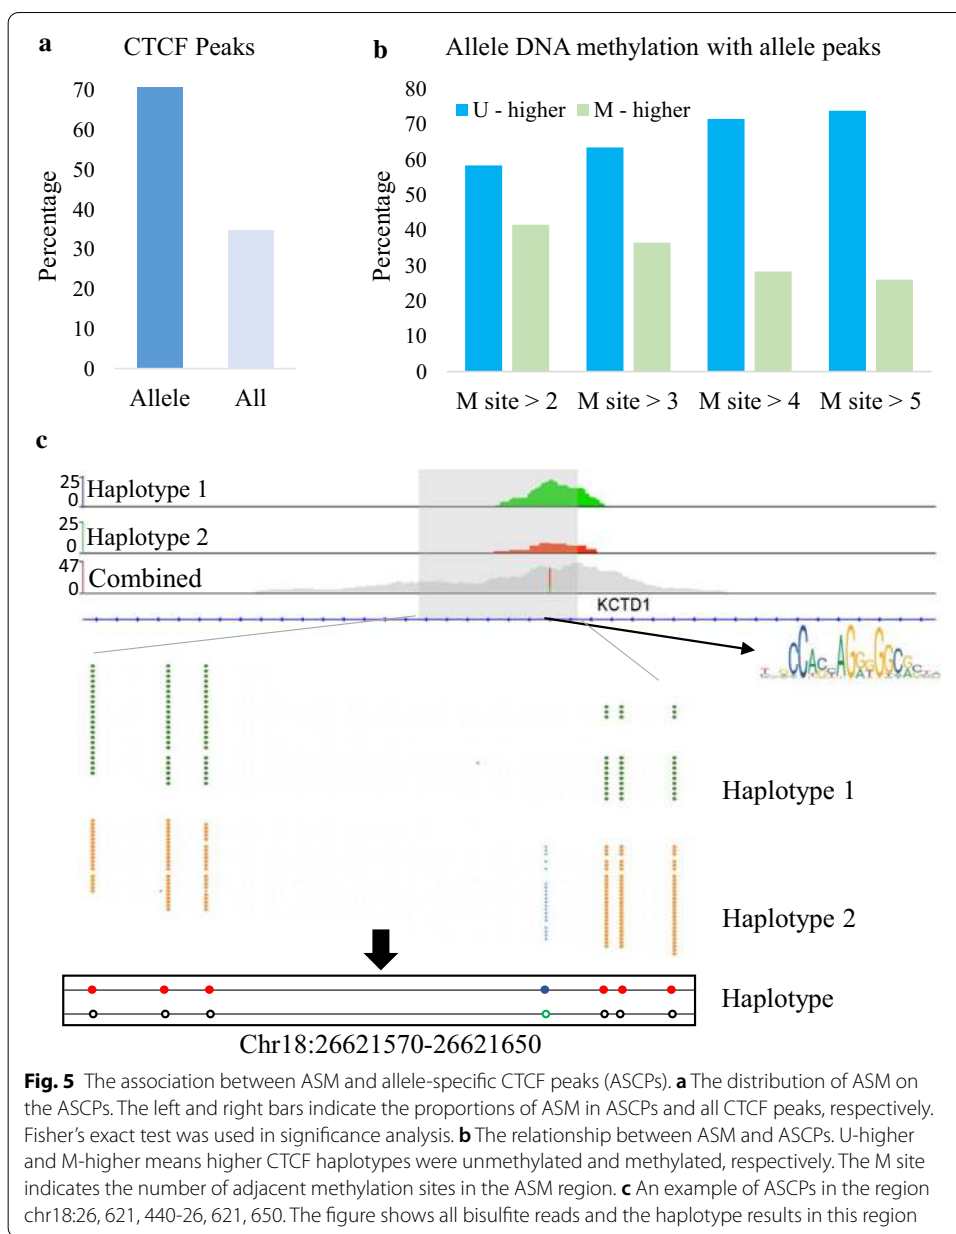 a
CTCF Peaks
70
60
50
40
30
20
10
0
Percentage
Allele
All
b
Allele DNA methylation with allele peaks
80
70
60
50
40
30
20
10
0
Percentage
U - higher
M - higher
M site > 2
M site > 3
M site > 4
M site > 5
c
25
0
Haplotype 1
25
0
Haplotype 2
47
0
Combined
KCTD1
Haplotype 1
Haplotype 2
Haplotype
Chr18:26621570-26621650
Fig. 5 The association between ASM and allele-specific CTCF peaks (ASCPs). a The distribution of ASM on
the ASCPs. The left and right bars indicate the proportions of ASM in ASCPs and all CTCF peaks, respectively.
Fisher's exact test was used in significance analysis. b The relationship between ASM and ASCPs. U-higher
and M-higher means higher CTCF haplotypes were unmethylated and methylated, respectively. The M site
indicates the number of adjacent methylation sites in the ASM region. c An example of ASCPs in the region
chr18:26, 621, 440-26, 621, 650. The figure shows all bisulfite reads and the haplotype results in this region